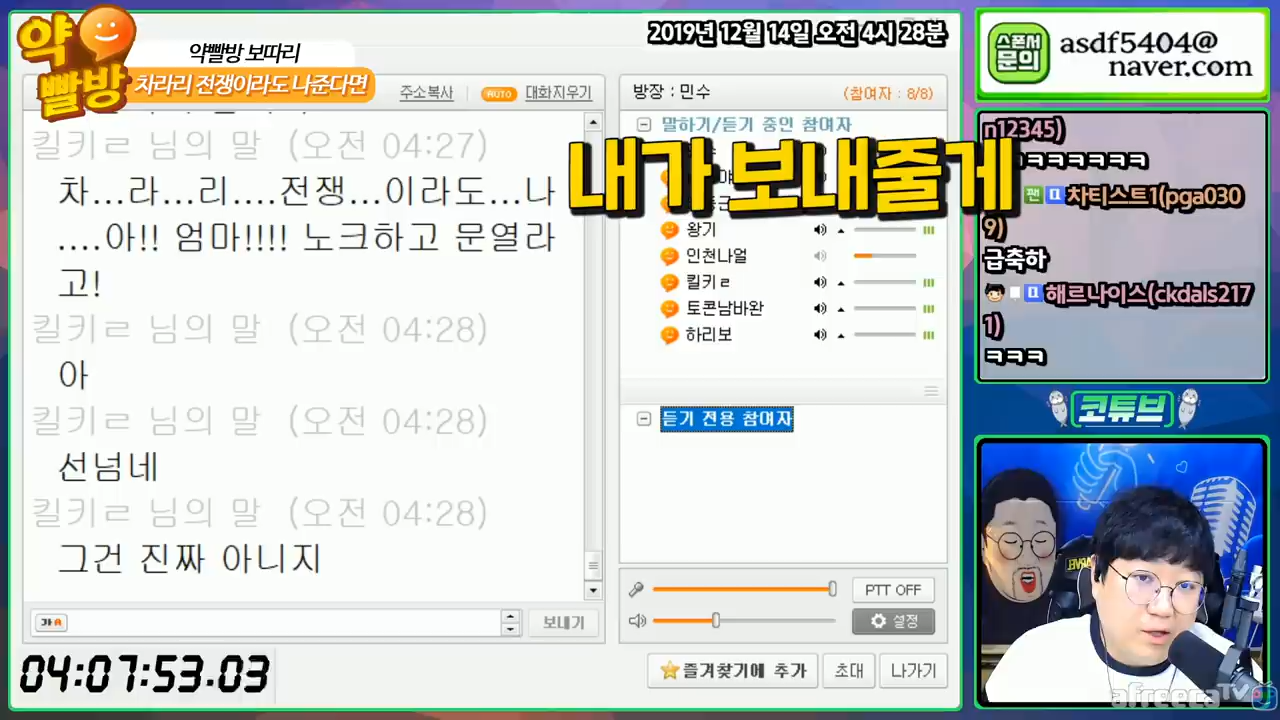 약빨방
약빨방 보따리
차라리 전쟁이라도 나준다면
2019년 12월 14일 오전 4시 28분
스폰서
문의
asdf5404@
naver.com
주소복사
AUTO 대화지우기
킬키ㄹ 님의 말 (오전 04:27)
차...라...리....전쟁...이라도...나
....아!! 엄마!!!! 노크하고 문열라
고!
킬키ㄹ 님의 말 (오전 04:28)
아
킬키ㄹ 님의 말 (오전 04:28)
선넘네
킬키ㄹ 님의 말 (오전 04:28)
그건 진짜 아니지
가A
보내기
04:07:53.03
방장 : 민수
(참여자 : 8/8)
말하기/듣기 중인 참여자
내가 보내줄게
왕기
인천나얼
킬키ㄹ
토콘남바완
하리보
듣기 전용 참여자
PTT OFF
설정
즐겨찾기에 추가
초대
나가기
n12345)
ㅋㅋㅋㅋㅋㅋㅋ
팬 차티스트1(pga030
9)
급축하
해르나이스(ckdals217
1)
ㅋㅋㅋ
코튜브
afreecaTV